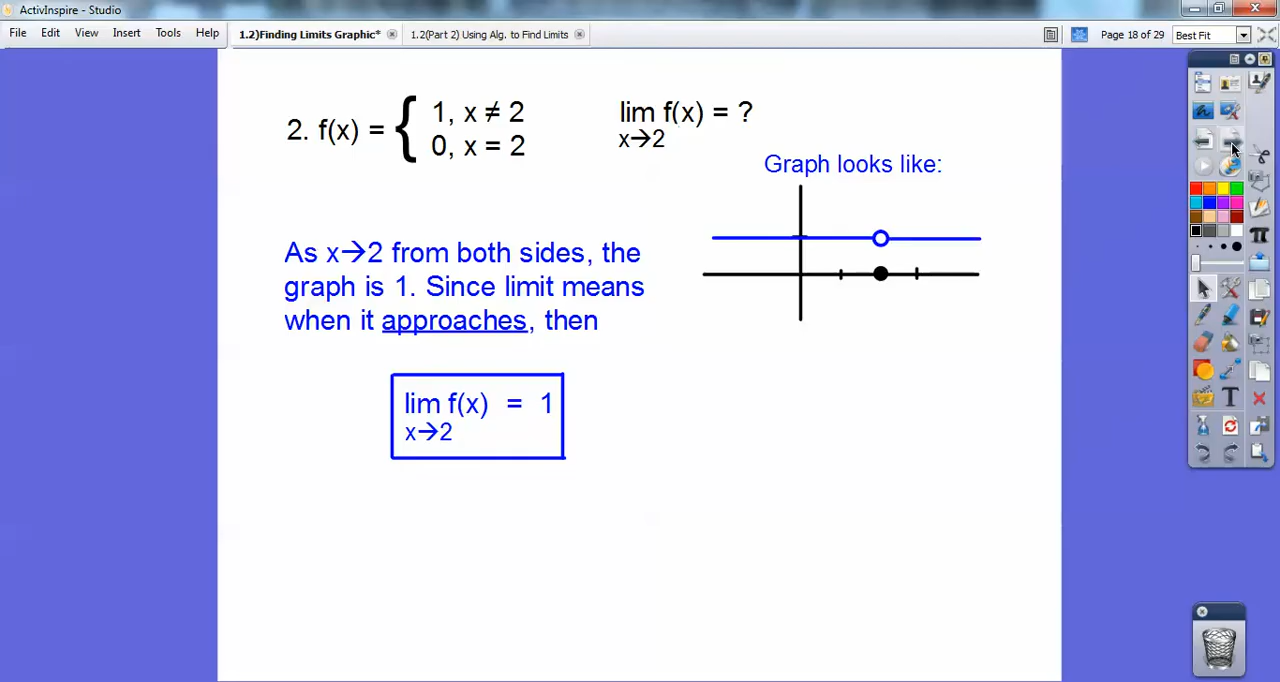 ActivInspire - Studio
File Edit View Insert Tools Help
1.2)Finding Limits Graphic*
1.2(Part 2) Using Alg. to Find Limits
Page 18 of 29
Best Fit
2. f(x) = { 1, x ≠ 2
0, x = 2
lim f(x) = ?
x→2
Graph looks like:
As x→2 from both sides, the
graph is 1. Since limit means
when it approaches, then
lim f(x) = 1
x→2